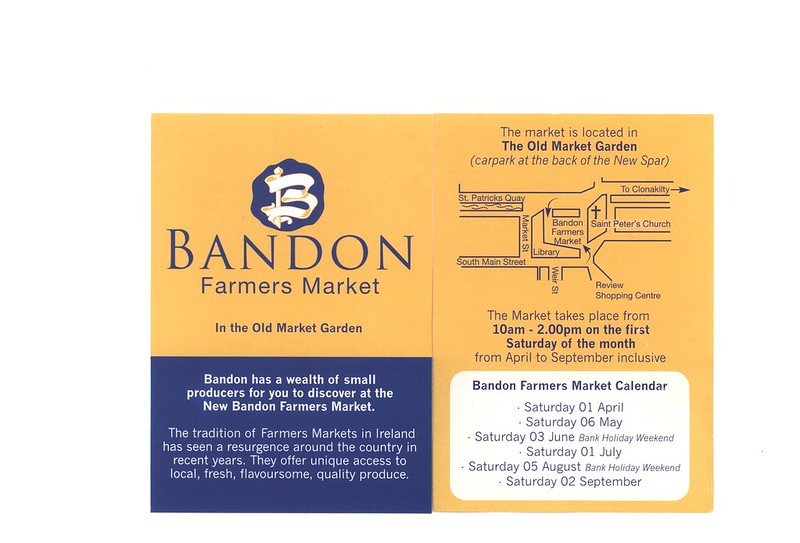 B
BANDON
Farmers Market
In the Old Market Garden
Bandon has a wealth of small
producers for you to discover at the
New Bandon Farmers Market.
The tradition of Farmers Markets in Ireland
has seen a resurgence around the country in
recent years. They offer unique access to
local, fresh, flavoursome, quality produce.
The market is located in
The Old Market Garden
(carpark at the back of the New Spar)
To Clonakilty
St. Patricks Quay
Market St
Bandon
Farmers
Market
Saint Peter's Church
Library
South Main Street
Weir St
Review
Shopping Centre
The Market takes place from
10am - 2.00pm on the first
Saturday of the month
from April to September inclusive
Bandon Farmers Market Calendar
· Saturday 01 April
· Saturday 06 May
· Saturday 03 June Bank Holiday Weekend
· Saturday 01 July
· Saturday 05 August Bank Holiday Weekend
· Saturday 02 September